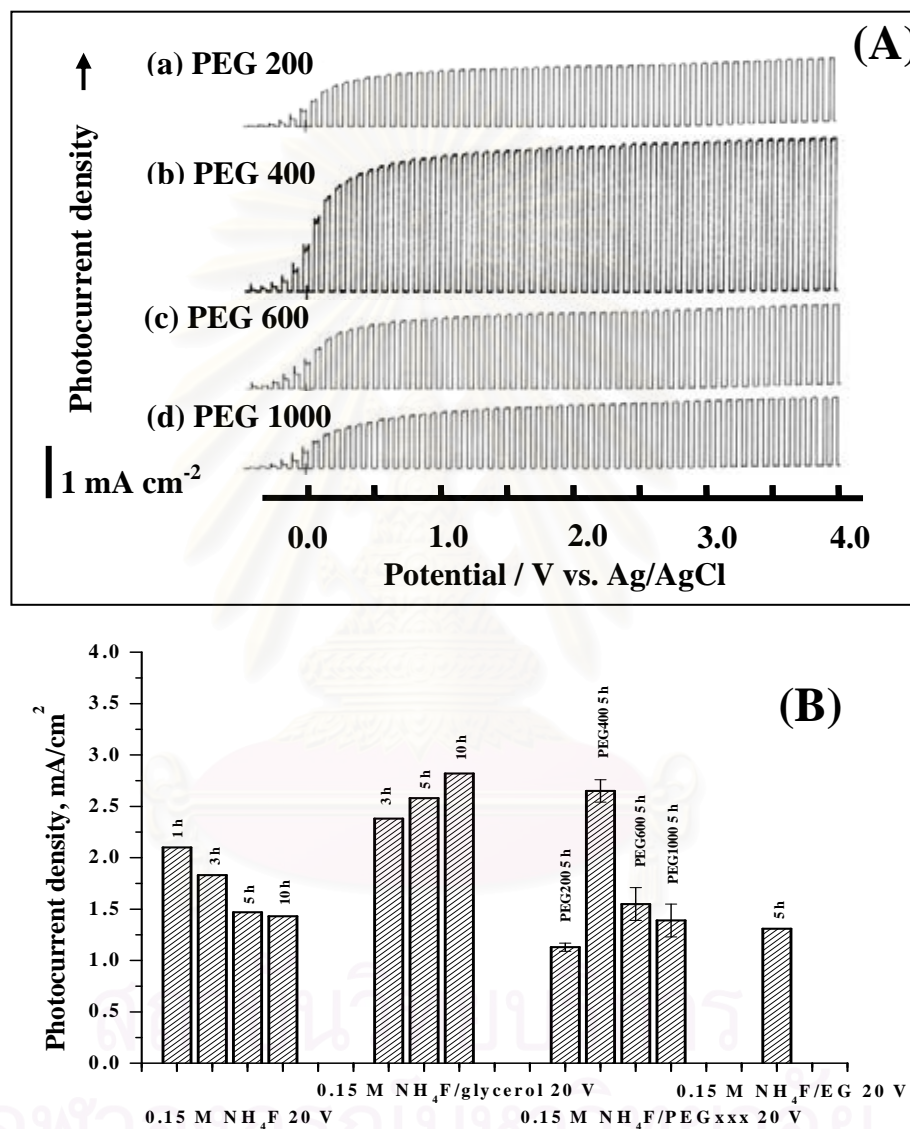 (A)
(a) PEG 200
(b) PEG 400
(c) PEG 600
(d) PEG 1000
Photocurrent density
1 mA cm-2
0.0 1.0 2.0 3.0 4.0
Potential / V vs. Ag/AgCl
(B)
Photocurrent density, mA/cm2
4.0
3.5
3.0
2.5
2.0
1.5
1.0
0.5
0.0
1 h
3 h
5 h
10 h
3 h
5 h
10 h
PEG200 5 h
PEG400 5 h
PEG600 5 h
PEG1000 5 h
5 h
0.15 M NH4F/glycerol 20 V
0.15 M NH4F/EG 20 V
0.15 M NH4F 20 V
0.15 M NH4F/PEGxxx 20 V